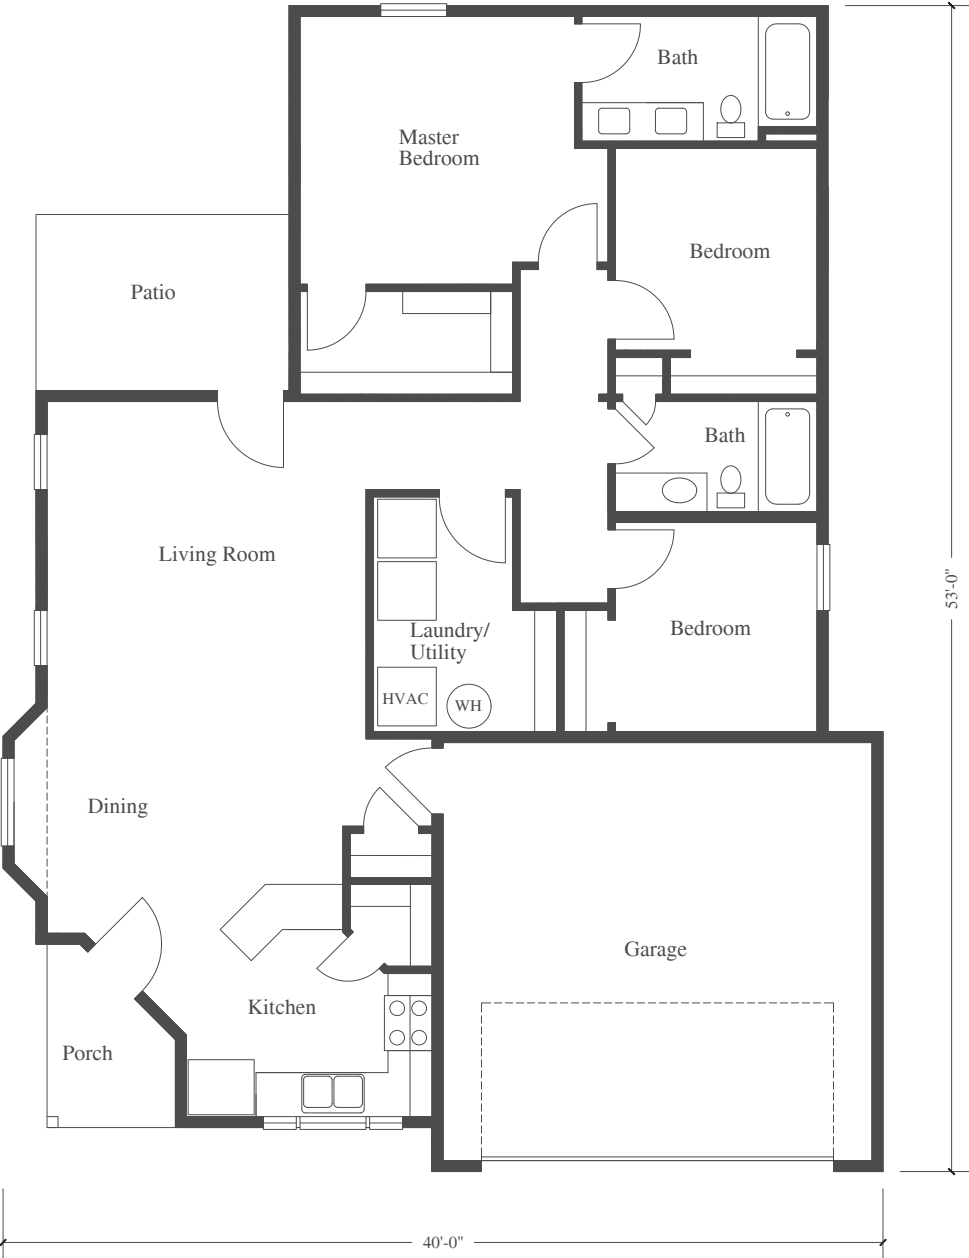 Bath
Master
Bedroom
Bedroom
Patio
Bath
Living Room
53'-0"
Laundry/
Utility
Bedroom
HVAC
WH
Dining
Garage
Kitchen
Porch
40'-0"